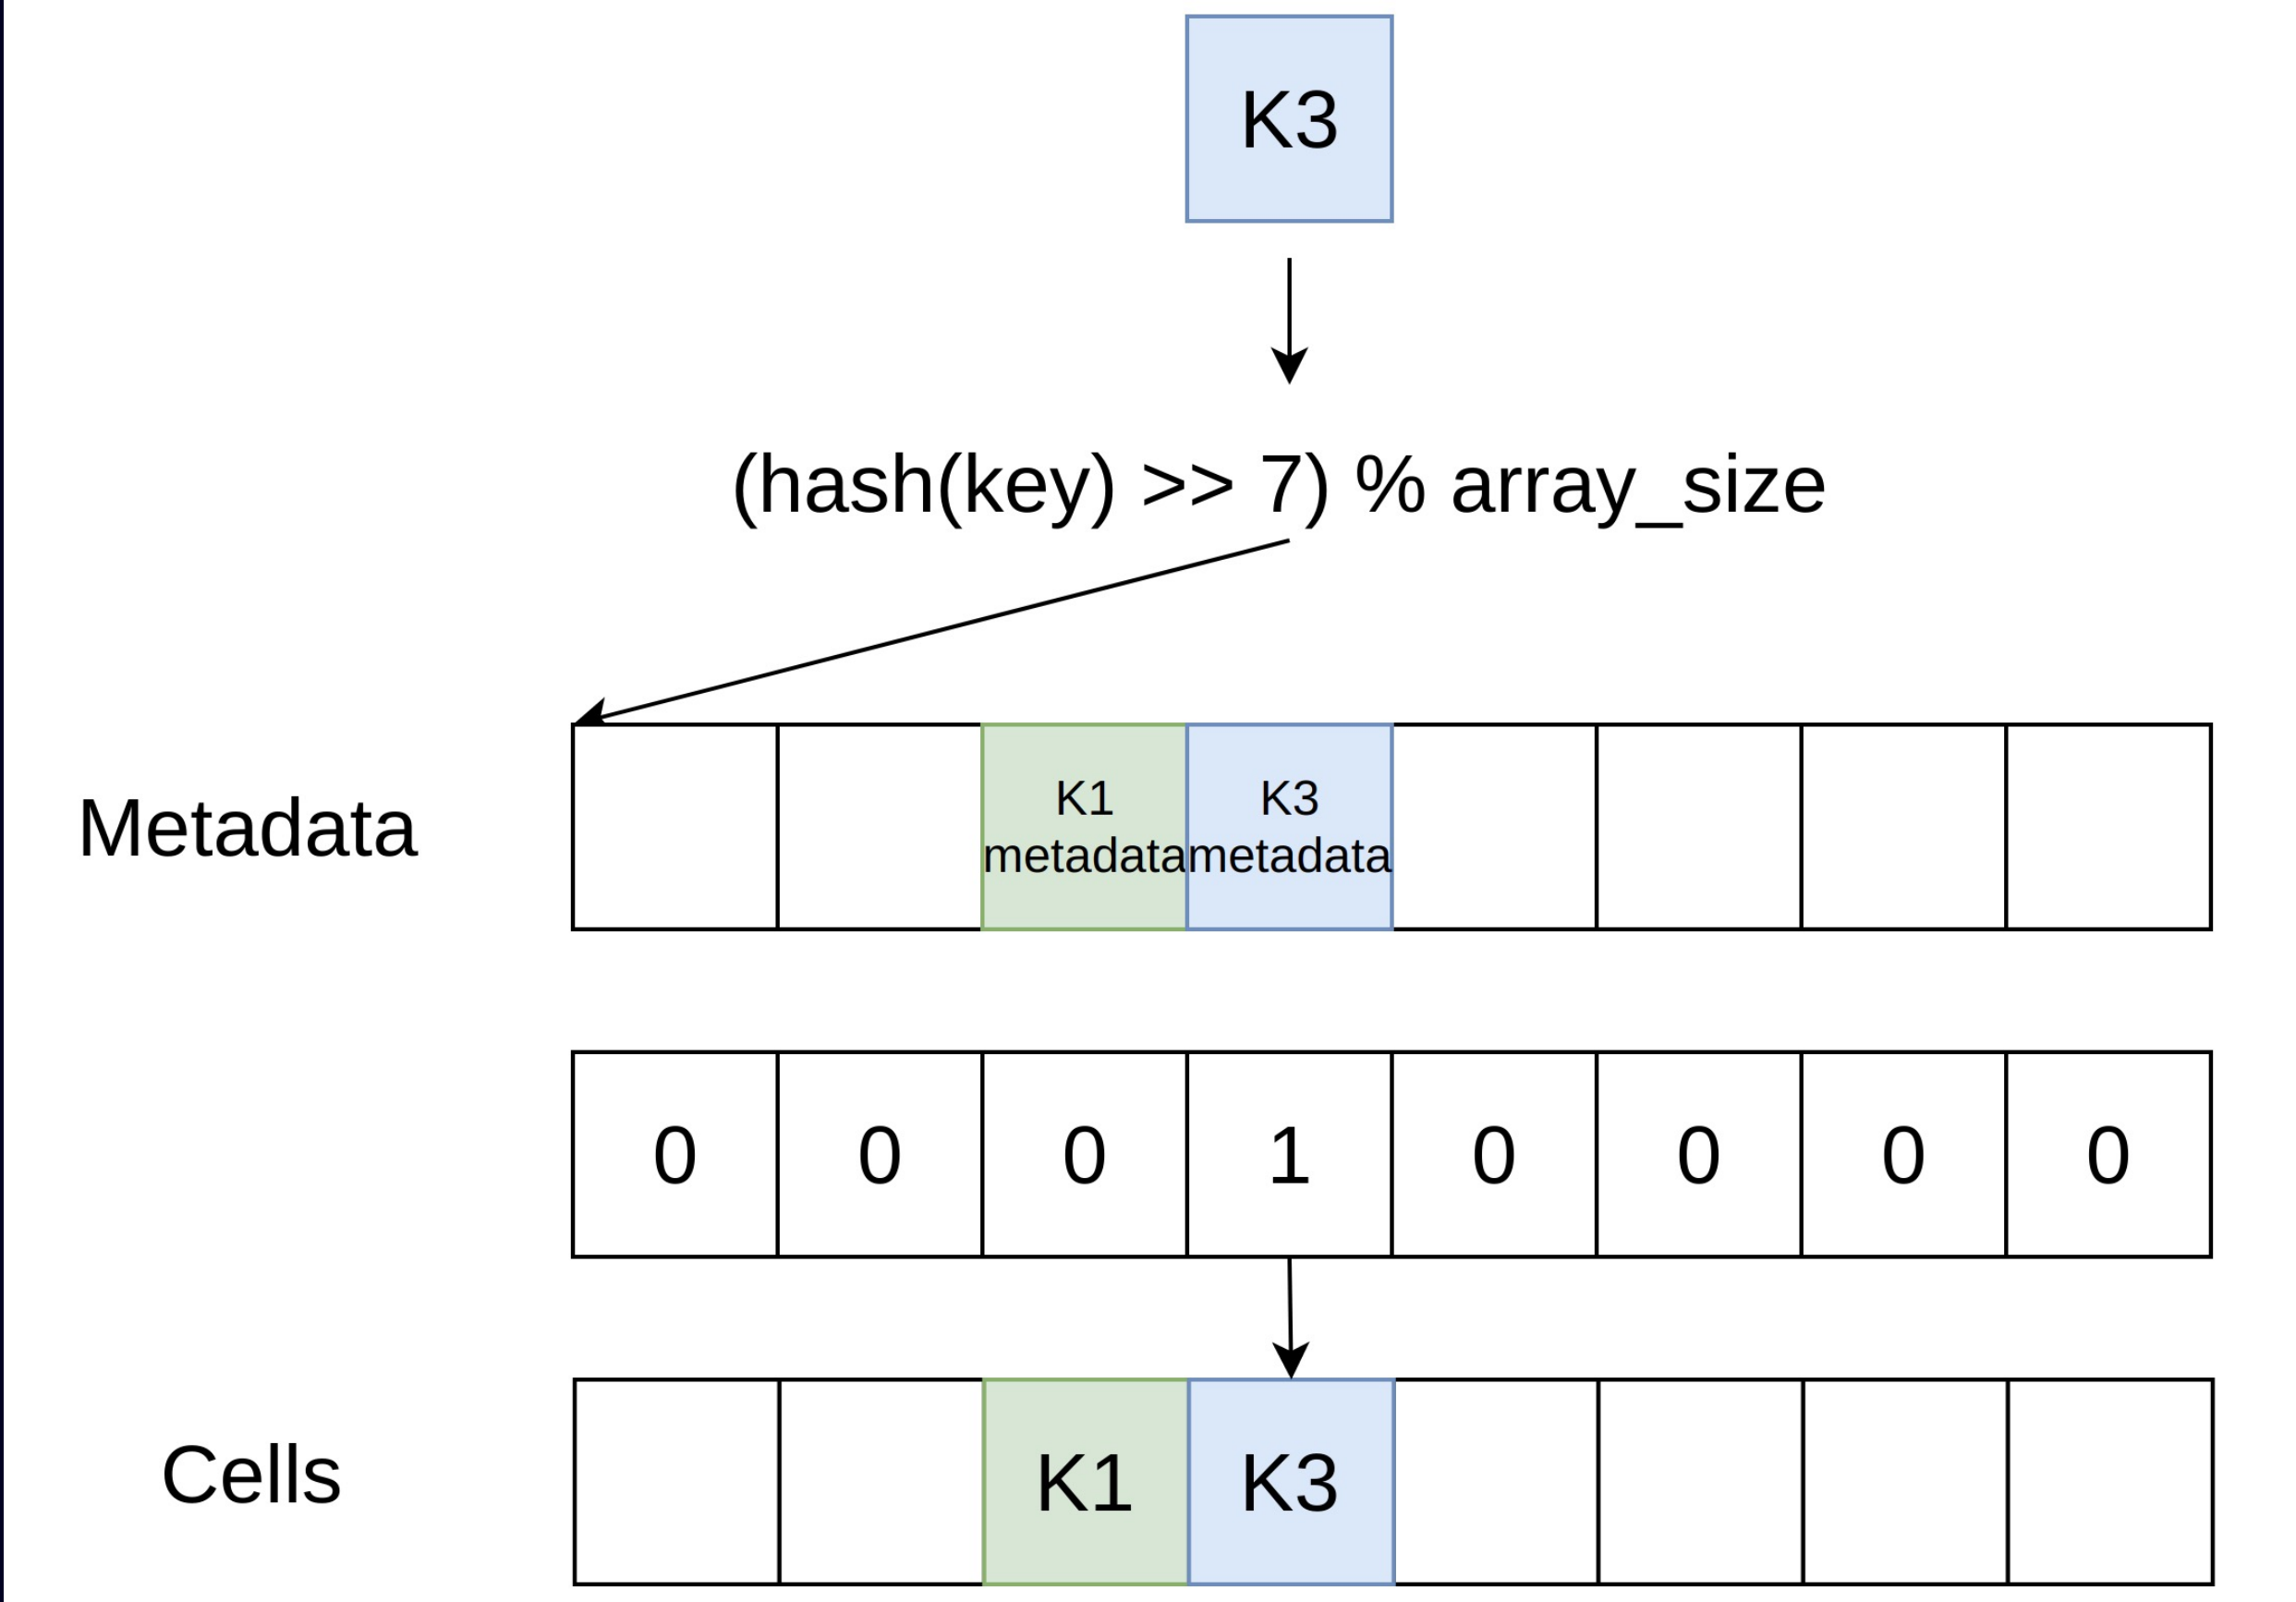 K3
(hash(key) >> 7) % array_size
Metadata
K1
metadata
K3
metadata
0 0 0 1 0 0 0 0
Cells
K1
K3